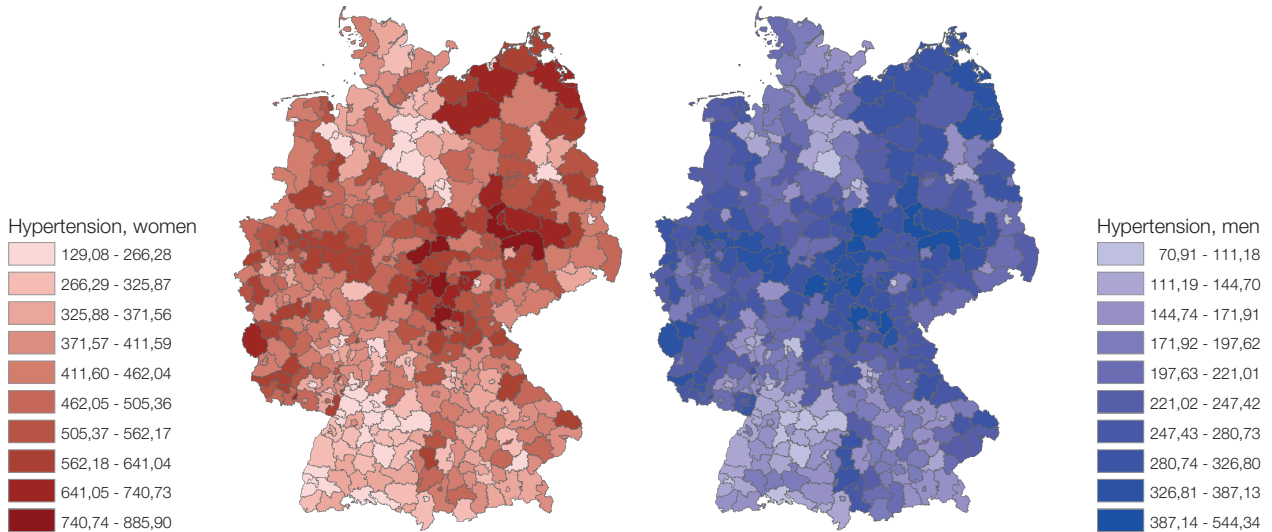 Hypertension, women
129,08 - 266,28
266,29 - 325,87
325,88 - 371,56
371,57 - 411,59
411,60 - 462,04
462,05 - 505,36
505,37 - 562,17
562,18 - 641,04
641,05 - 740,73
740,74 - 885,90
Hypertension, men
70,91 - 111,18
111,19 - 144,70
144,74 - 171,91
171,92 - 197,62
197,63 - 221,01
221,02 - 247,42
247,43 - 280,73
280,74 - 326,80
326,81 - 387,13
387,14 - 544,34